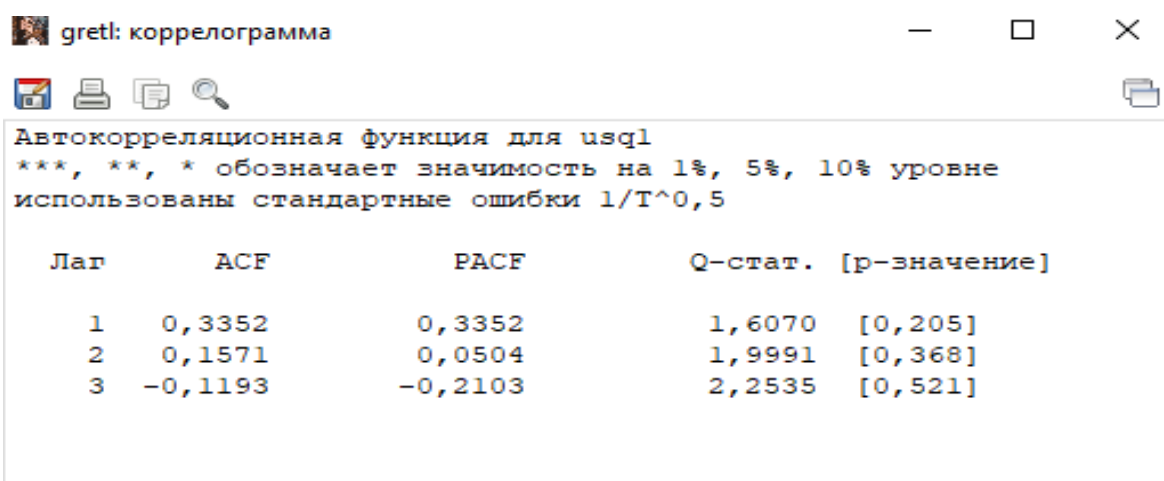 gretl: коррелограмма
Автокорреляционная функция для usql
***, **, * обозначает значимость на 1%, 5%, 10% уровне
использованы стандартные ошибки 1/T^0,5
Лаг ACF PACF Q-стат. [p-значение]
1 0,3352 0,3352 1,6070 [0,205]
2 0,1571 0,0504 1,9991 [0,368]
3 -0,1193 -0,2103 2,2535 [0,521]